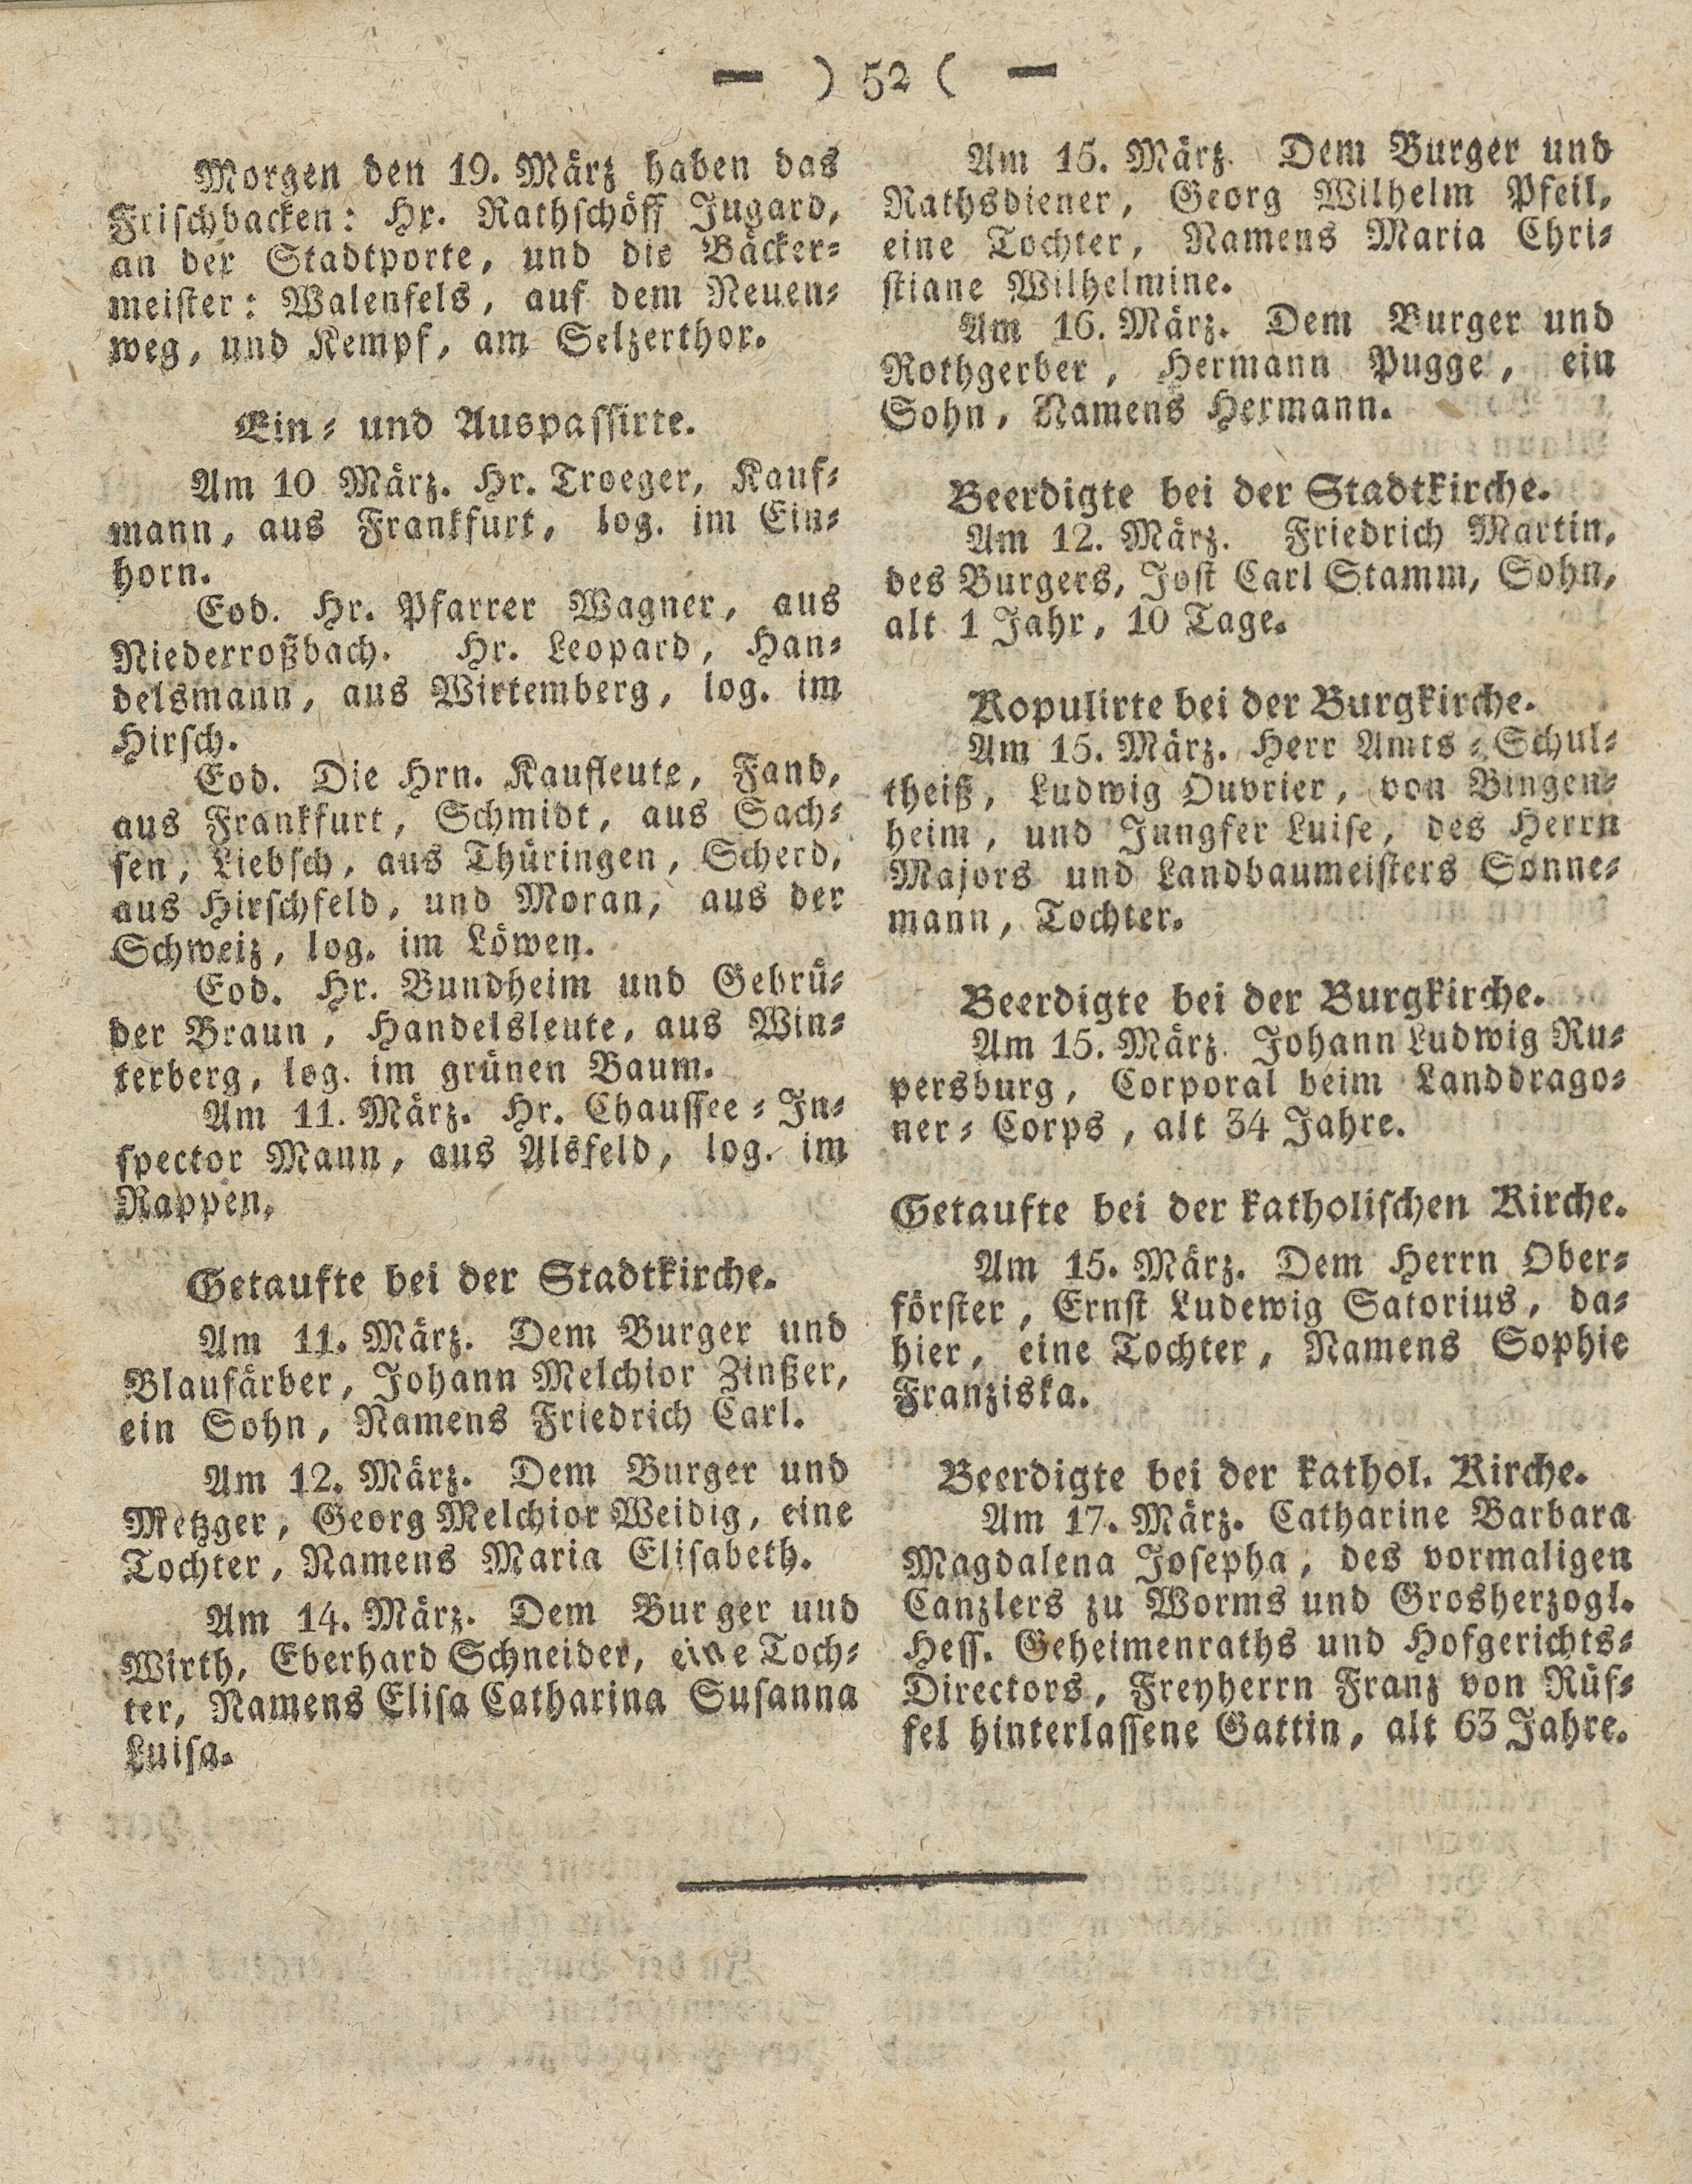 — ) 52 ( —
Morgen den 19. März haben das
Frischbacken: Hr. Rathschöff Jugard,
an der Stadtporte, und die Bäcker-
meister: Walenfels, auf dem Neuen-
weg, und Kempf, am Selzerthor.
Ein- und Auspassirte.
Am 10 März. Hr. Troeger, Kauf-
mann, aus Frankfurt, log. im Ein-
horn.
Eod. Hr. Pfarrer Wagner, aus
Niederroßbach. Hr. Leopard, Han-
delsmann, aus Wirtemberg, log. im
Hirsch.
Eod. Die Hrn. Kaufleute, Fand,
aus Frankfurt, Schmidt, aus Sach-
sen, Liebsch, aus Thüringen, Scherd,
aus Hirschfeld, und Moran, aus der
Schweiz, log. im Löwen.
Eod. Hr. Bundheim und Gebrü-
der Braun, Handelsleute, aus Win-
terberg, log. im grünen Baum.
Am 11. März. Hr. Chaussee-In-
spector Mann, aus Alsfeld, log. im
Rappen.
Getaufte bei der Stadtkirche.
Am 11. März. Dem Burger und
Blaufärber, Johann Melchior Zinßer,
ein Sohn, Namens Friedrich Carl.
Am 12. März. Dem Burger und
Metzger, Georg Melchior Weidig, eine
Tochter, Namens Maria Elisabeth.
Am 14. März. Dem Burger und
Wirth, Eberhard Schneider, eine Toch-
ter, Namens Elisa Catharina Susanna
Luisa.
Am 15. März. Dem Burger und
Rathsdiener, Georg Wilhelm Pfeil,
eine Tochter, Namens Maria Chri-
stiane Wilhelmine.
Am 16. März. Dem Burger und
Rothgerber, Hermann Pugge, ein
Sohn, Namens Hermann.
Beerdigte bei der Stadtkirche.
Am 12. März. Friedrich Martin,
des Burgers, Jost Carl Stamm, Sohn,
alt 1 Jahr, 10 Tage.
Kopulirte bei der Burgkirche.
Am 15. März. Herr Amts-Schul-
theiß, Ludwig Ouvrier, von Bingen-
heim, und Jungfer Luise, des Herrn
Majors und Landbaumeisters Sonne-
mann, Tochter.
Beerdigte bei der Burgkirche.
Am 15. März. Johann Ludwig Ru-
persburg, Corporal beim Landdrago-
ner-Corps, alt 34 Jahre.
Getaufte bei der katholischen Kirche.
Am 15. März. Dem Herrn Ober-
förster, Ernst Ludewig Satorius, da-
hier, eine Tochter, Namens Sophie
Franziska.
Beerdigte bei der kathol. Kirche.
Am 17. März. Catharine Barbara
Magdalena Josepha, des vormaligen
Canzlers zu Worms und Grosherzogl.
Hess. Geheimenraths und Hofgerichts-
Directors, Freyherrn Franz von Rüf-
fel hinterlassene Gattin, alt 63 Jahre.